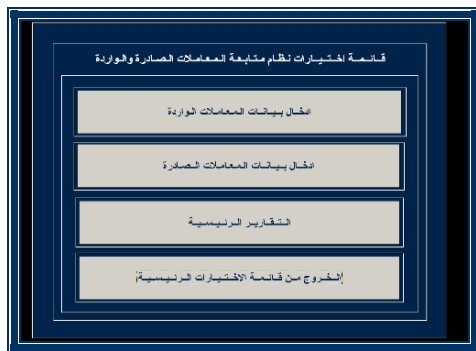 قائمة اختيارات نظام متابعة المعاملات الصادرة والواردة
ادخال بيانات المعاملات الواردة
ادخال بيانات المعاملات الصادرة
التقارير الرئيسية
الخروج من قائمة الاختيارات الرئيسية